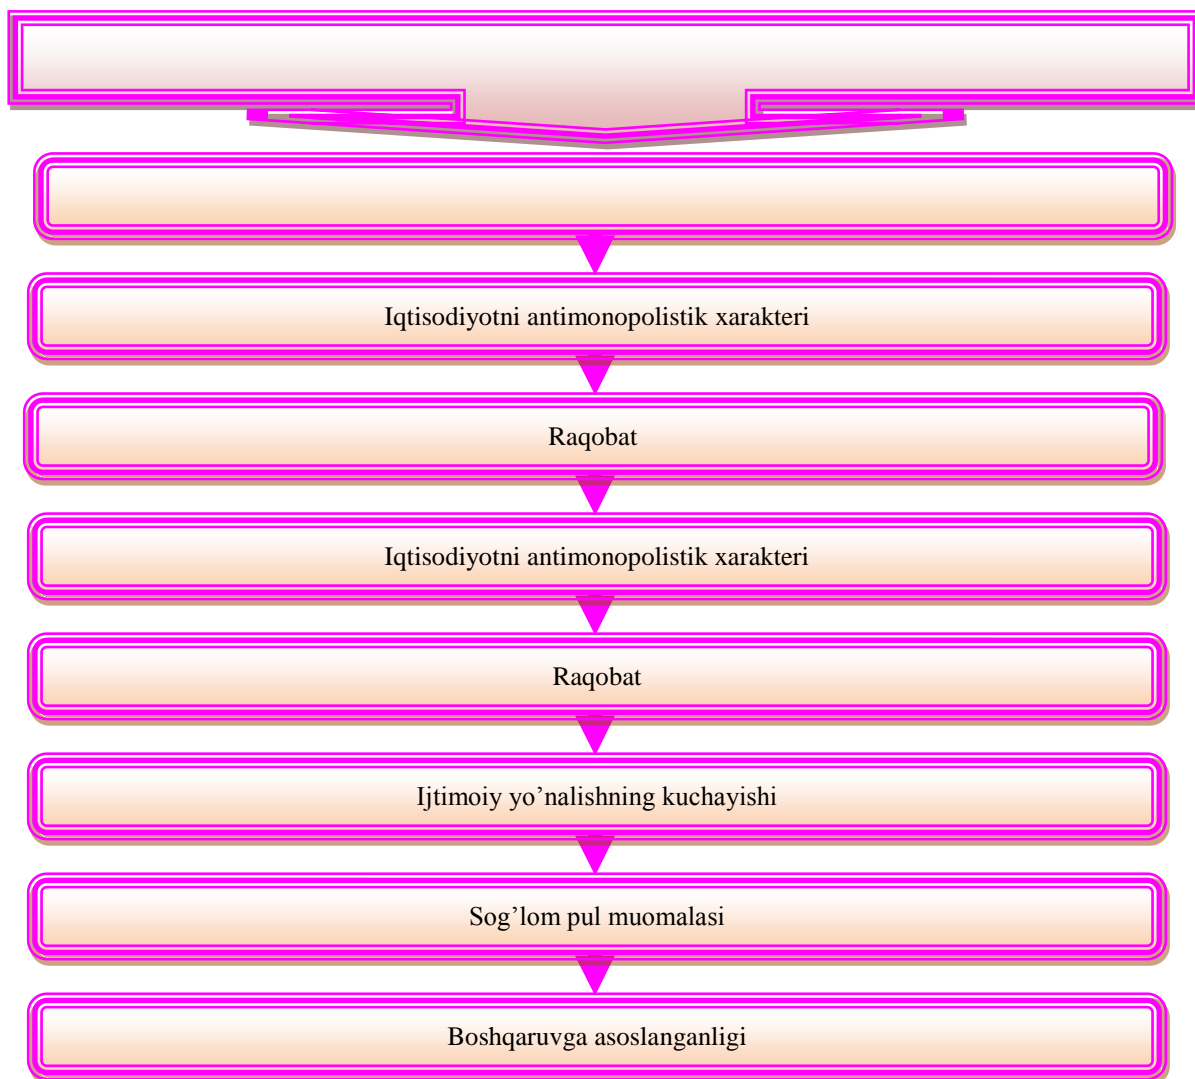 Iqtisodiyotni antimonopolistik xarakteri
Raqobat
Iqtisodiyotni antimonopolistik xarakteri
Raqobat
Ijtimoiy yo’nalishning kuchayishi
Sog’lom pul muomalasi
Boshqaruvga asoslanganligi